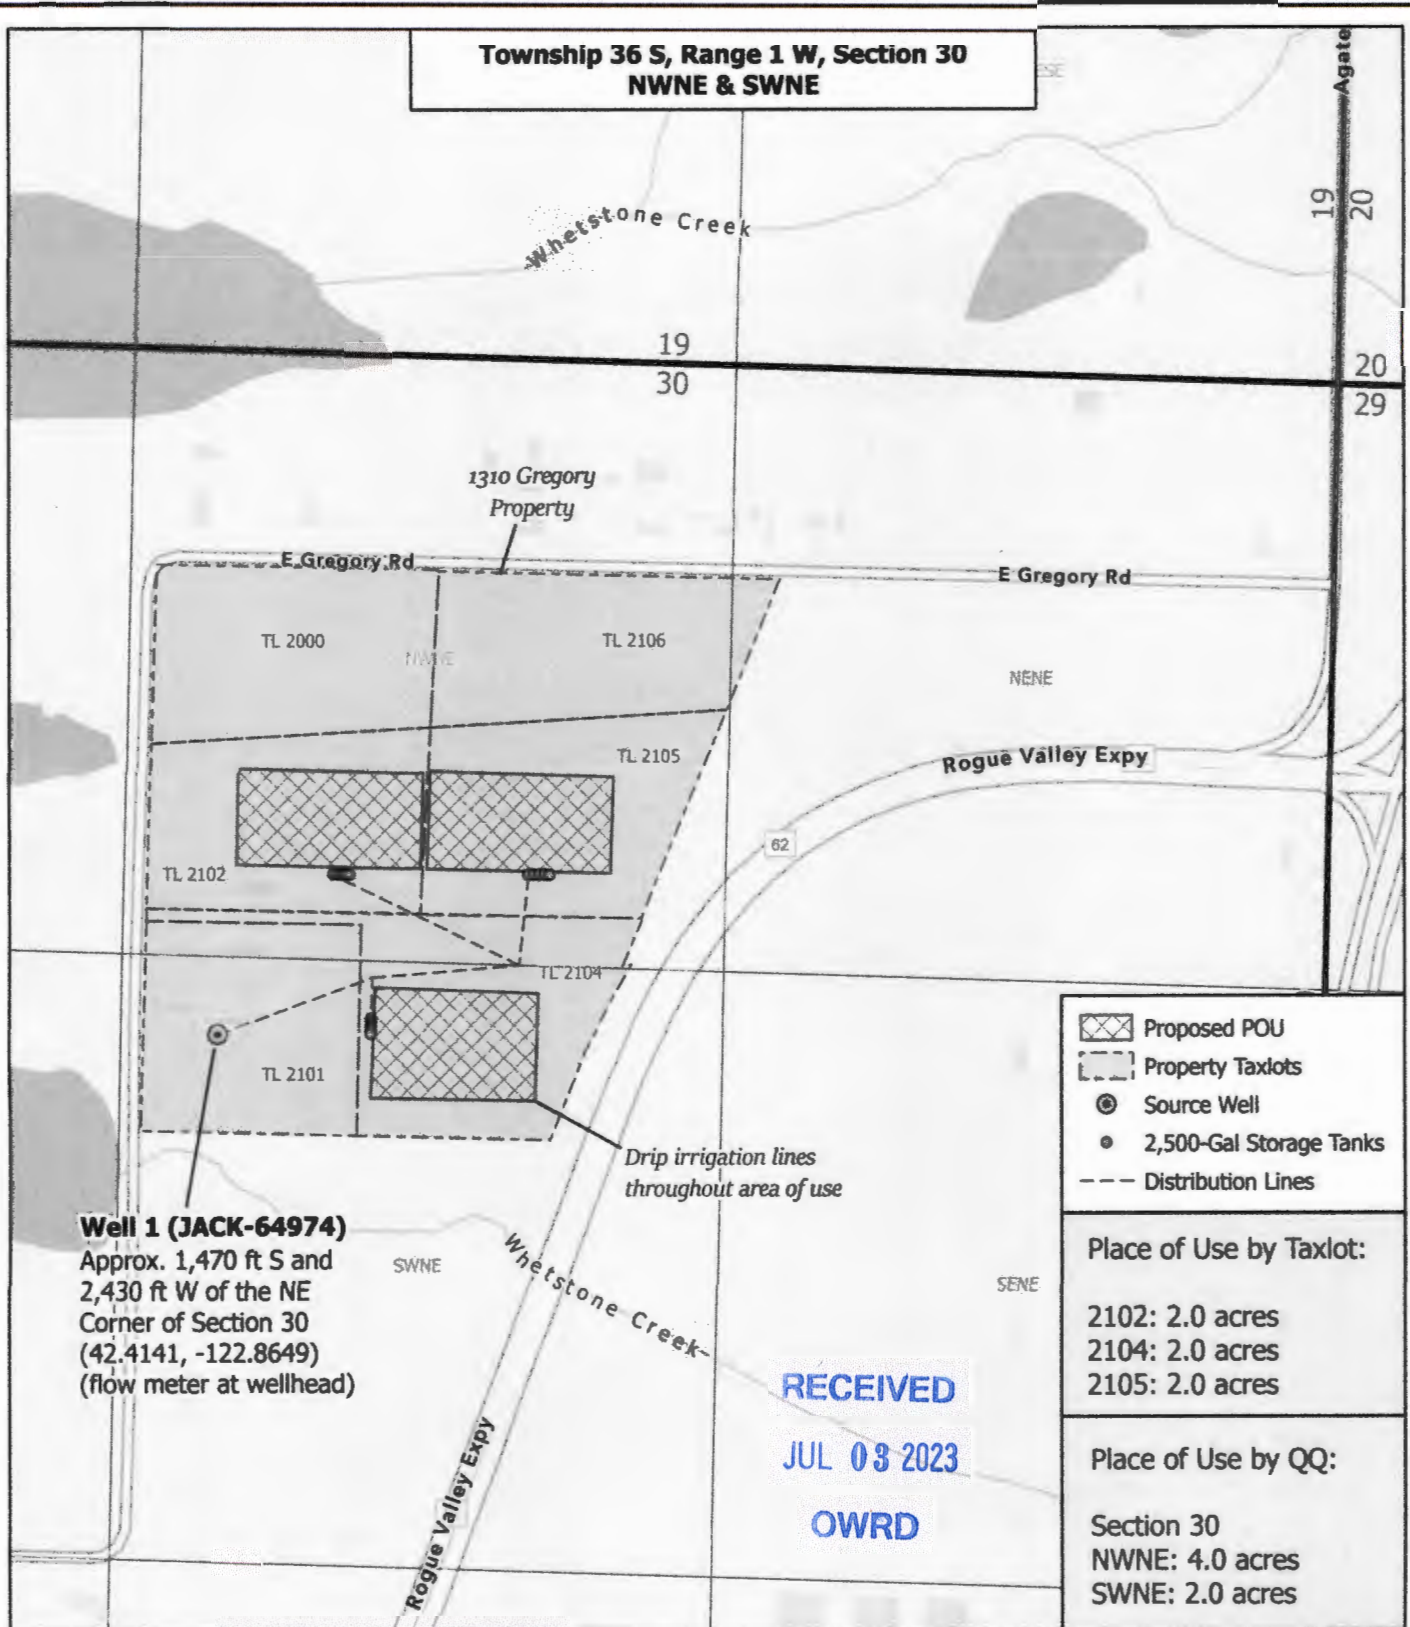 Township 36 S, Range 1 W, Section 30
NWNE & SWNE
Agate
Whetstone Creek
19
20
19
30
20
29
1310 Gregory
Property
E Gregory Rd
E Gregory Rd
TL 2000
NWNE
TL 2106
NENE
TL 2105
Rogue Valley Expy
62
TL 2102
TL 2104
TL 2101
Proposed POU
Property Taxlots
Source Well
2,500-Gal Storage Tanks
Distribution Lines
Drip irrigation lines
throughout area of use
Well 1 (JACK-64974)
Approx. 1,470 ft S and
2,430 ft W of the NE
Corner of Section 30
(42.4141, -122.8649)
(flow meter at wellhead)
SWNE
Whetstone Creek
SENE
Place of Use by Taxlot:
2102: 2.0 acres
2104: 2.0 acres
2105: 2.0 acres
RECEIVED
JUL 03 2023
OWRD
Rogue Valley Expy
Place of Use by QQ:
Section 30
NWNE: 4.0 acres
SWNE: 2.0 acres